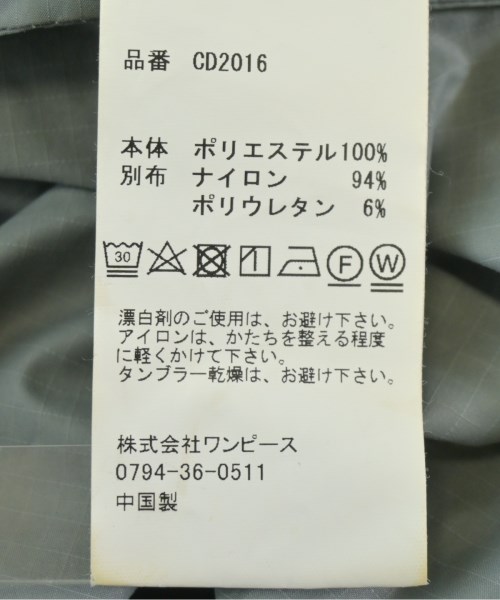 品番 CD2016
本体 ポリエステル100%
別布 ナイロン 94%
ポリウレタン 6%
30 F W
漂白剤のご使用は、お避け下さい。
アイロンは、かたちを整える程度
に軽くかけて下さい。
タンブラー乾燥は、お避け下さい。
株式会社ワンピース
0794-36-0511
中国製